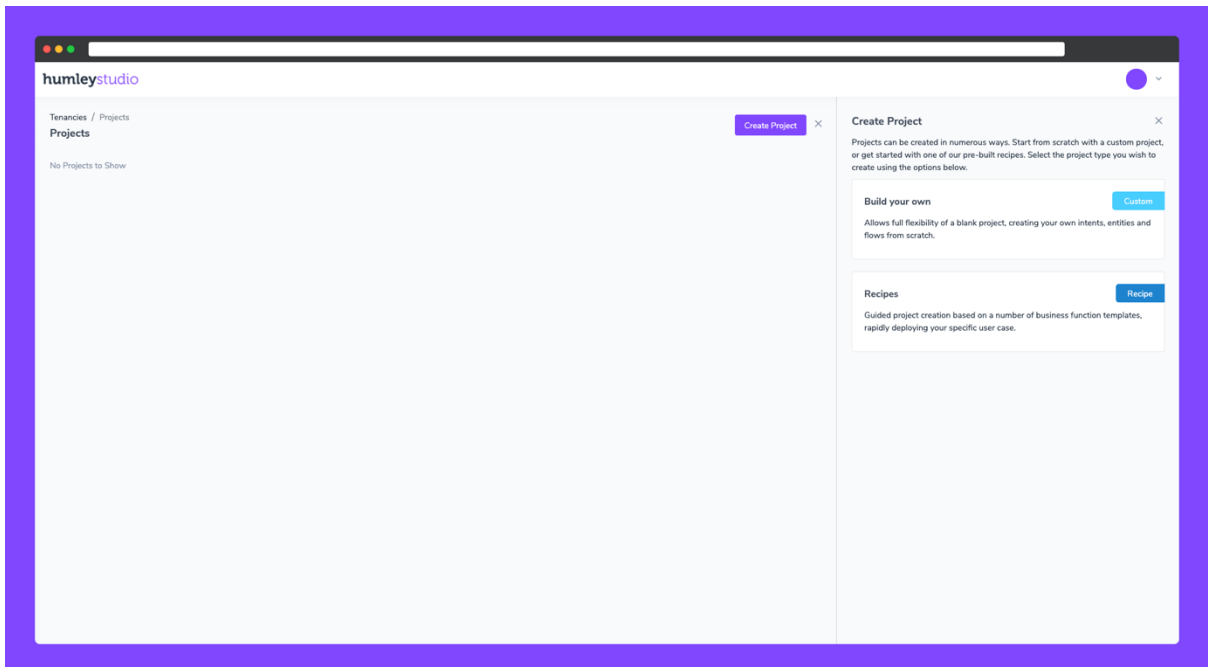 humleystudio
Tenancies / Projects
Projects
Create Project
No Projects to Show
Create Project
Projects can be created in numerous ways. Start from scratch with a custom project,
or get started with one of our pre-built recipes. Select the project type you wish to
create using the options below.
Build your own
Custom
Allows full flexibility of a blank project, creating your own intents, entities and
flows from scratch.
Recipes
Recipe
Guided project creation based on a number of business function templates,
rapidly deploying your specific user case.